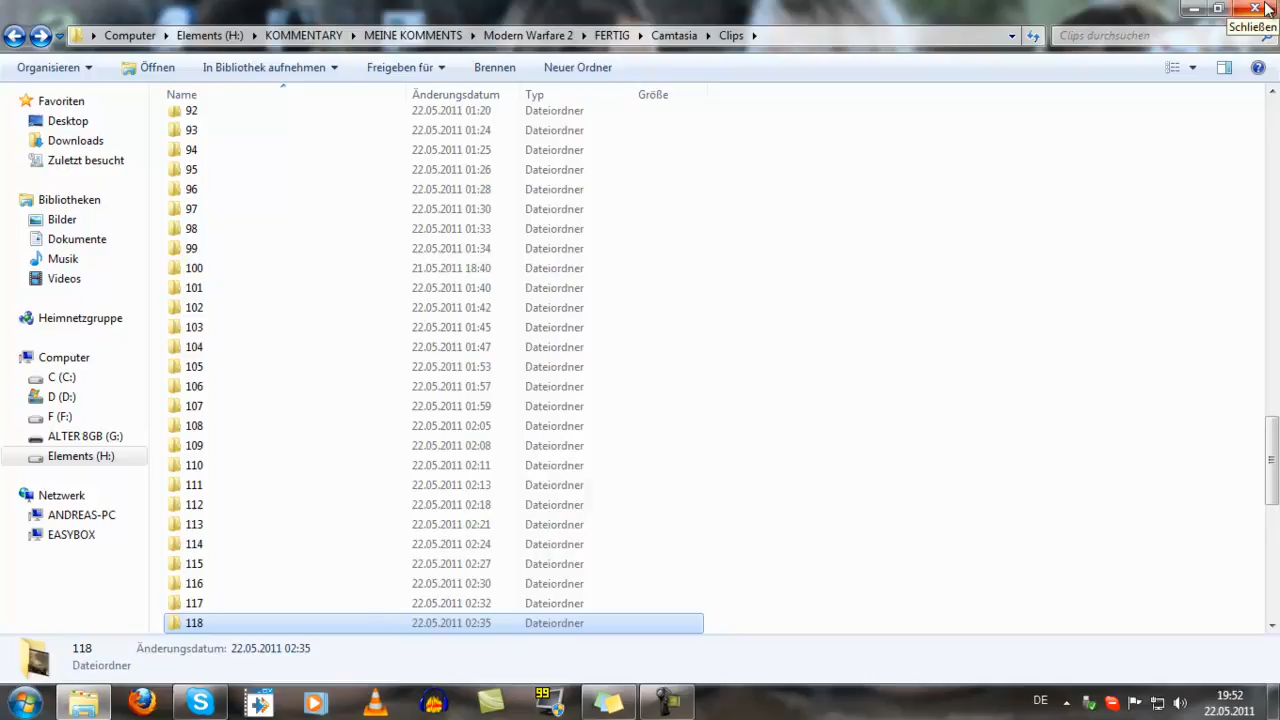 Schließen
Computer Elements (H:) KOMMENTARY MEINE KOMMENTS Modern Warfare 2 FERTIG Camtasia Clips
Clips durchsuchen
Organisieren Öffnen In Bibliothek aufnehmen Freigeben für Brennen Neuer Ordner
Name Änderungsdatum Typ Größe
92 22.05.2011 01:20 Dateiordner
93 22.05.2011 01:24 Dateiordner
94 22.05.2011 01:25 Dateiordner
95 22.05.2011 01:26 Dateiordner
96 22.05.2011 01:28 Dateiordner
97 22.05.2011 01:30 Dateiordner
98 22.05.2011 01:33 Dateiordner
99 22.05.2011 01:34 Dateiordner
100 21.05.2011 18:40 Dateiordner
101 22.05.2011 01:40 Dateiordner
102 22.05.2011 01:42 Dateiordner
103 22.05.2011 01:45 Dateiordner
104 22.05.2011 01:47 Dateiordner
105 22.05.2011 01:53 Dateiordner
106 22.05.2011 01:57 Dateiordner
107 22.05.2011 01:59 Dateiordner
108 22.05.2011 02:05 Dateiordner
109 22.05.2011 02:08 Dateiordner
110 22.05.2011 02:11 Dateiordner
111 22.05.2011 02:13 Dateiordner
112 22.05.2011 02:18 Dateiordner
113 22.05.2011 02:21 Dateiordner
114 22.05.2011 02:24 Dateiordner
115 22.05.2011 02:27 Dateiordner
116 22.05.2011 02:30 Dateiordner
117 22.05.2011 02:32 Dateiordner
118 22.05.2011 02:35 Dateiordner
Favoriten
Desktop
Downloads
Zuletzt besucht
Bibliotheken
Bilder
Dokumente
Musik
Videos
Heimnetzgruppe
Computer
C (C:)
D (D:)
F (F:)
ALTER 8GB (G:)
Elements (H:)
Netzwerk
ANDREAS-PC
EASYBOX
118 Änderungsdatum: 22.05.2011 02:35
Dateiordner
99
DE
19:52
22.05.2011